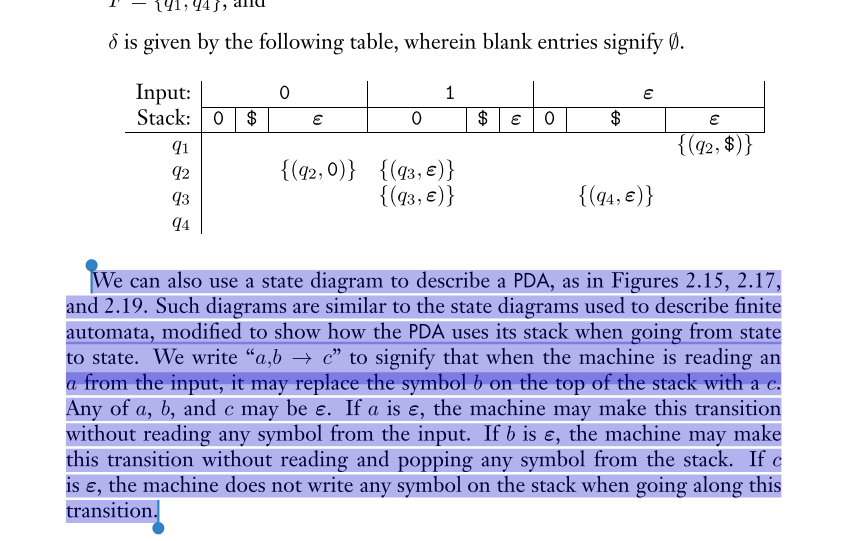 F = {q1, q4}, and
δ is given by the following table, wherein blank entries signify ∅.
Input: 0 1 ε
Stack: 0 $ ε 0 $ ε 0 $ ε
q1 {(q2, $)}
q2 {(q2, 0)} {(q3, ε)}
q3 {(q3, ε)} {(q4, ε)}
q4
We can also use a state diagram to describe a PDA, as in Figures 2.15, 2.17,
and 2.19. Such diagrams are similar to the state diagrams used to describe finite
automata, modified to show how the PDA uses its stack when going from state
to state. We write “a,b → c” to signify that when the machine is reading an
a from the input, it may replace the symbol b on the top of the stack with a c.
Any of a, b, and c may be ε. If a is ε, the machine may make this transition
without reading any symbol from the input. If b is ε, the machine may make
this transition without reading and popping any symbol from the stack. If c
is ε, the machine does not write any symbol on the stack when going along this
transition.